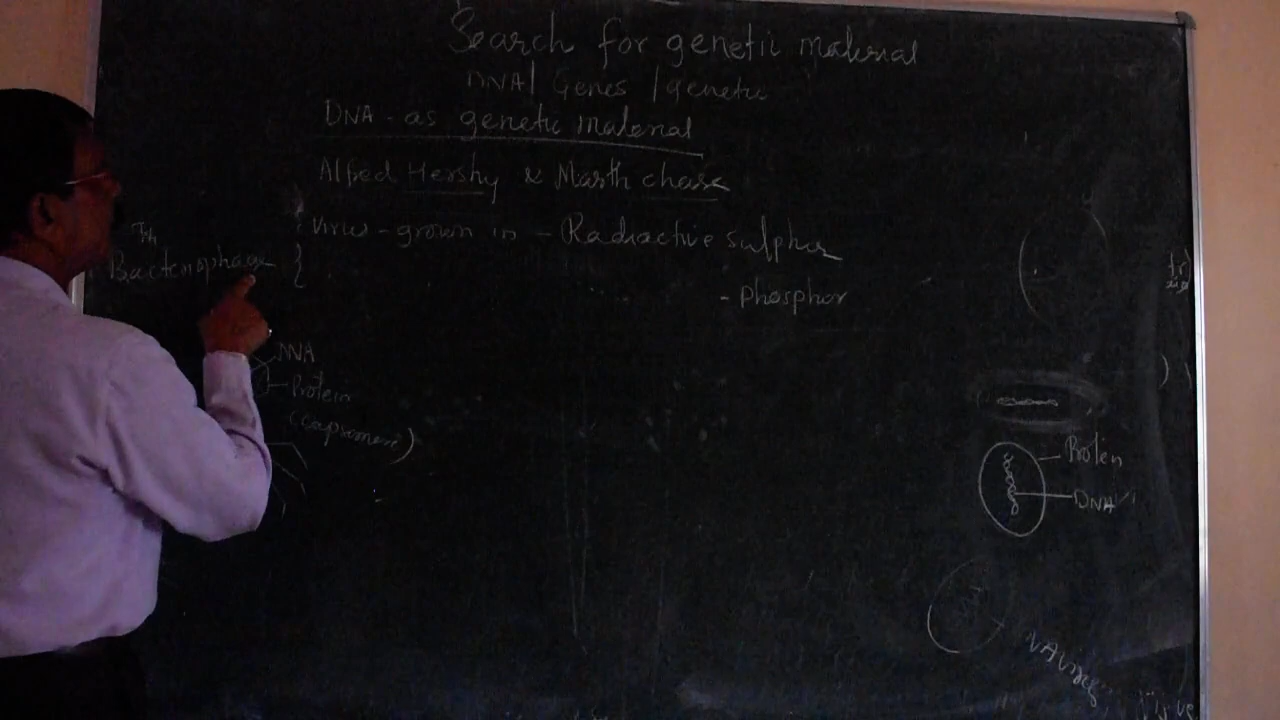 Search for genetic material
DNA/ Genes /genetic
DNA - as genetic material
Alfred Hershy & Marth chase
Virus - grown in - Radiactive sulphur
Bacteriophage {
- phosphor
DNA
Protein
(capsomere)
Protein
DNA